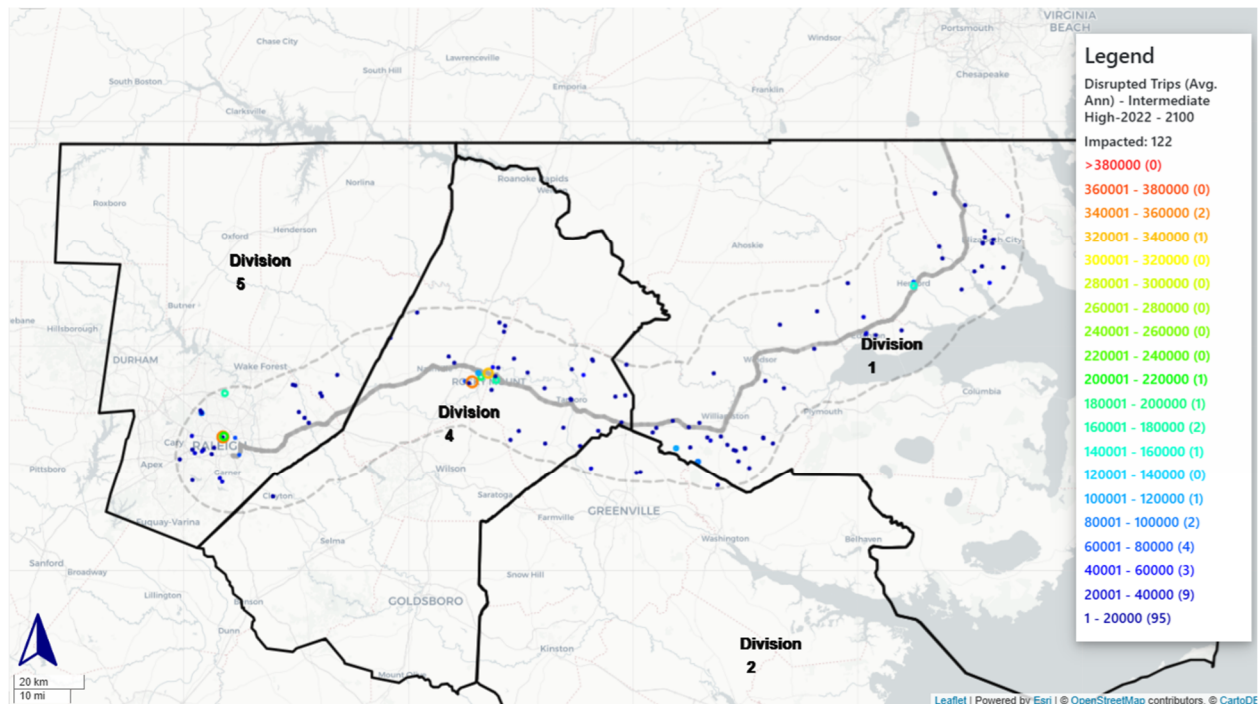 VIRGINIA
BEACH
Chase City
Windsor
Portsmouth
Lawrenceville
South Hill
South Boston
Emporia
Franklin
Chesapeake
Clarksville
Norlina
Roanoke Rapids
Roxboro
Oxford
Henderson
Ahoskie
Elizabeth City
Division
5
Hertford
Butner
Hillsborough
DURHAM
Wake Forest
Windsor
Division
1
ROCKY MOUNT
Columbia
Tarboro
Division
4
Williamston
Plymouth
Cary
RALEIGH
Pittsboro
Apex
Garner
Wilson
Clayton
Saratoga
GREENVILLE
Farmville
Fuquay-Varina
Selma
Washington
Belhaven
Sanford
Broadway
Snow Hill
Lillington
Benson
GOLDSBORO
Dunn
Kinston
Division
2
Mount Olive
20 km
10 mi
Legend
Disrupted Trips (Avg.
Ann) - Intermediate
High-2022 - 2100
Impacted: 122
>380000 (0)
360001 - 380000 (0)
340001 - 360000 (2)
320001 - 340000 (1)
300001 - 320000 (0)
280001 - 300000 (0)
260001 - 280000 (0)
240001 - 260000 (0)
220001 - 240000 (0)
200001 - 220000 (1)
180001 - 200000 (1)
160001 - 180000 (2)
140001 - 160000 (1)
120001 - 140000 (0)
100001 - 120000 (1)
80001 - 100000 (2)
60001 - 80000 (4)
40001 - 60000 (3)
20001 - 40000 (9)
1 - 20000 (95)
Leaflet | Powered by Esri | © OpenStreetMap contributors, © CartoDB